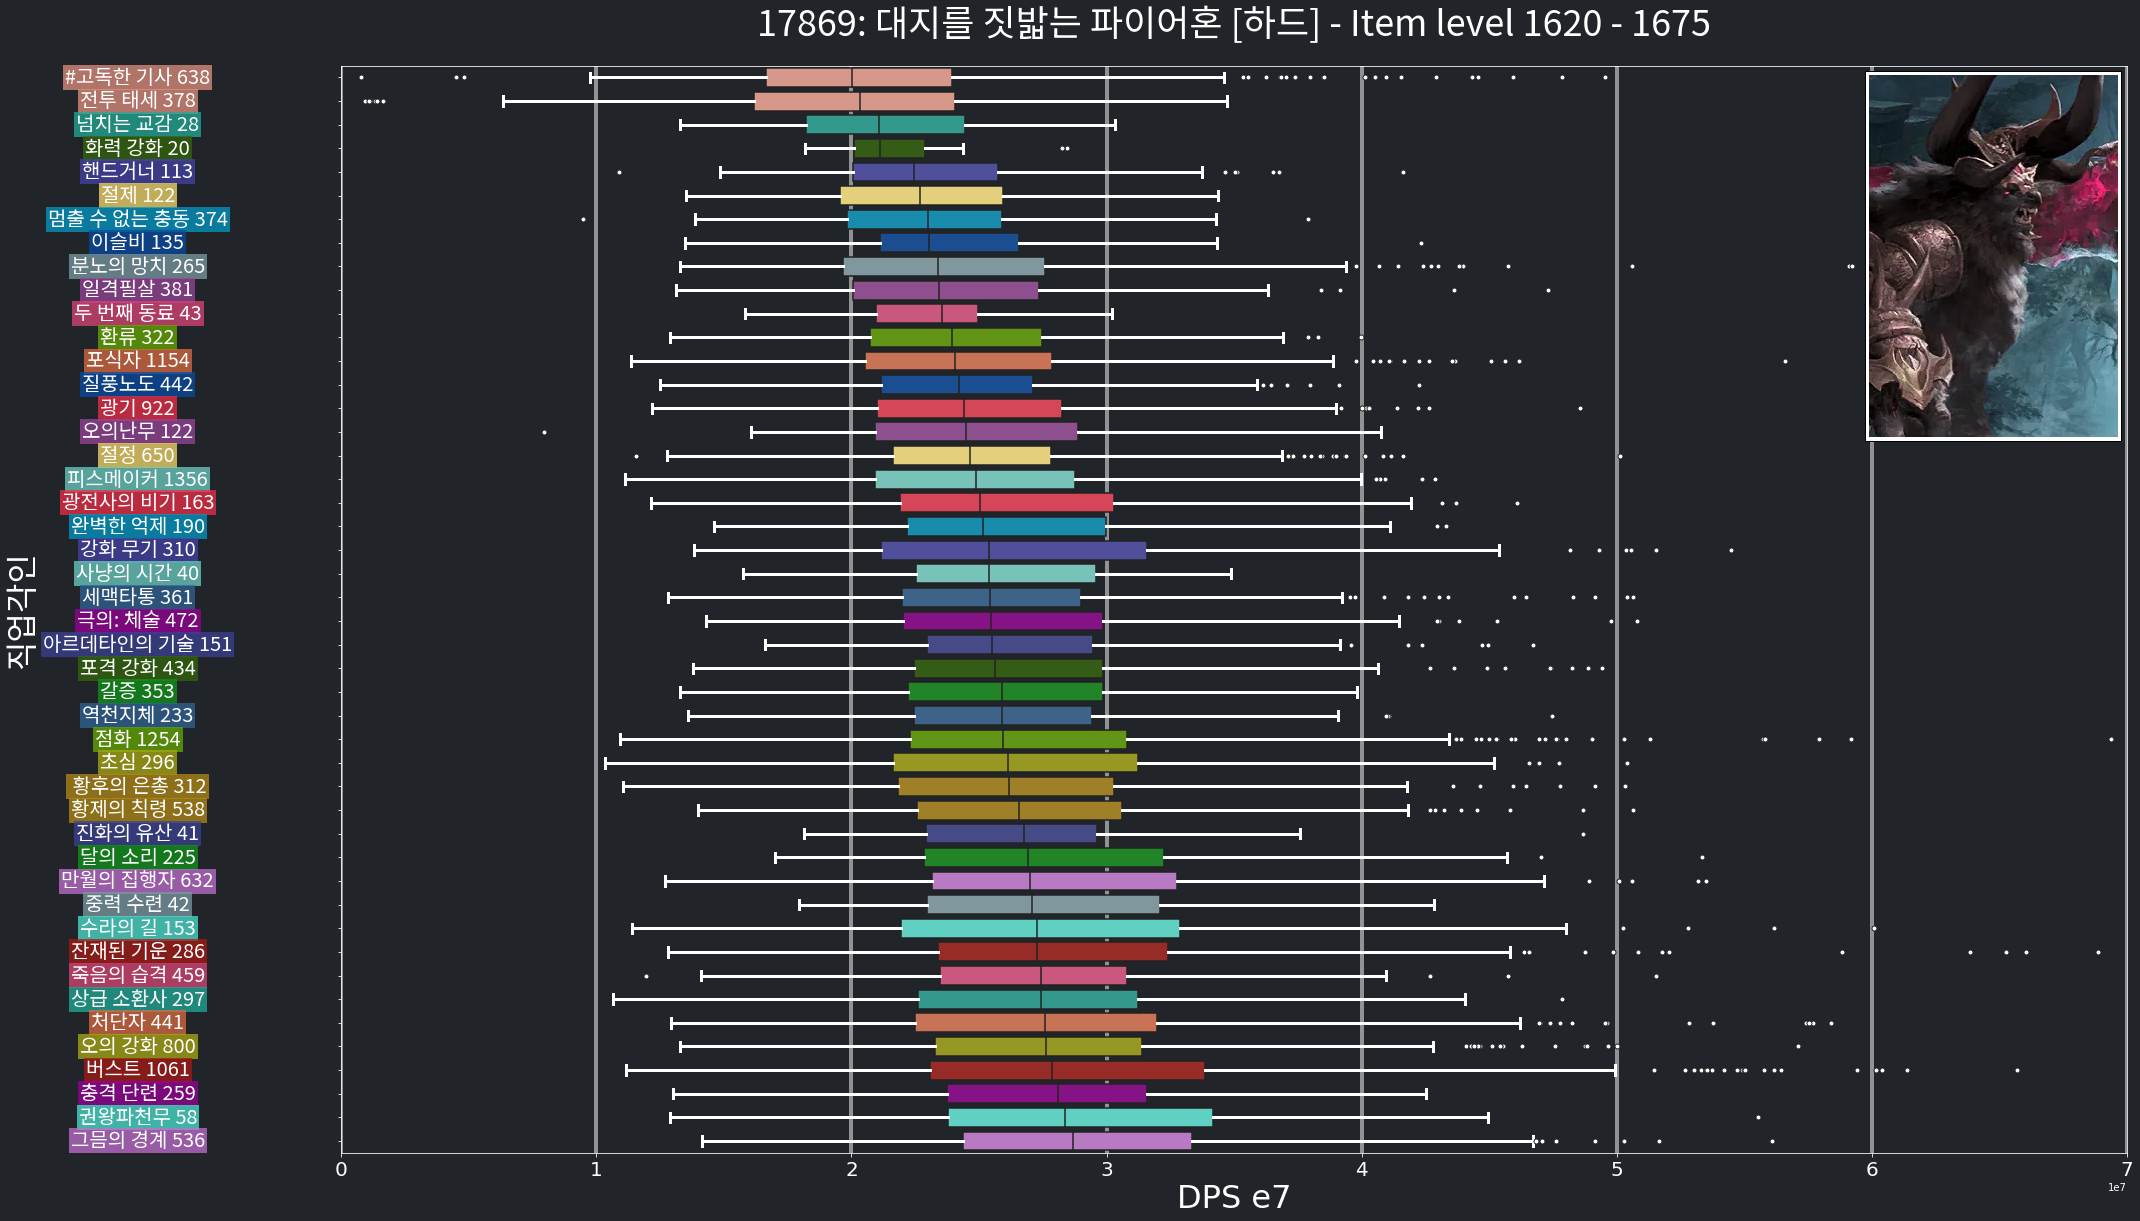 17869: 대지를 짓밟는 파이어혼 [하드] - Item level 1620 - 1675
#고독한 기사 638
전투 태세 378
넘치는 교감 28
화력 강화 20
핸드거너 113
절제 122
멈출 수 없는 충동 374
이슬비 135
분노의 망치 265
일격필살 381
두 번째 동료 43
환류 322
포식자 1154
질풍노도 442
광기 922
오의난무 122
절정 650
피스메이커 1356
광전사의 비기 163
완벽한 억제 190
강화 무기 310
사냥의 시간 40
세맥타통 361
극의: 체술 472
아르데타인의 기술 151
포격 강화 434
갈증 353
역천지체 233
점화 1254
초심 296
황후의 은총 312
황제의 칙령 538
진화의 유산 41
달의 소리 225
만월의 집행자 632
중력 수련 42
수라의 길 153
잔재된 기운 286
죽음의 습격 459
상급 소환사 297
처단자 441
오의 강화 800
버스트 1061
충격 단련 259
권왕파천무 58
그믐의 경계 536
직업각인
0 1 2 3 4 5 6 7
DPS e7
1e7